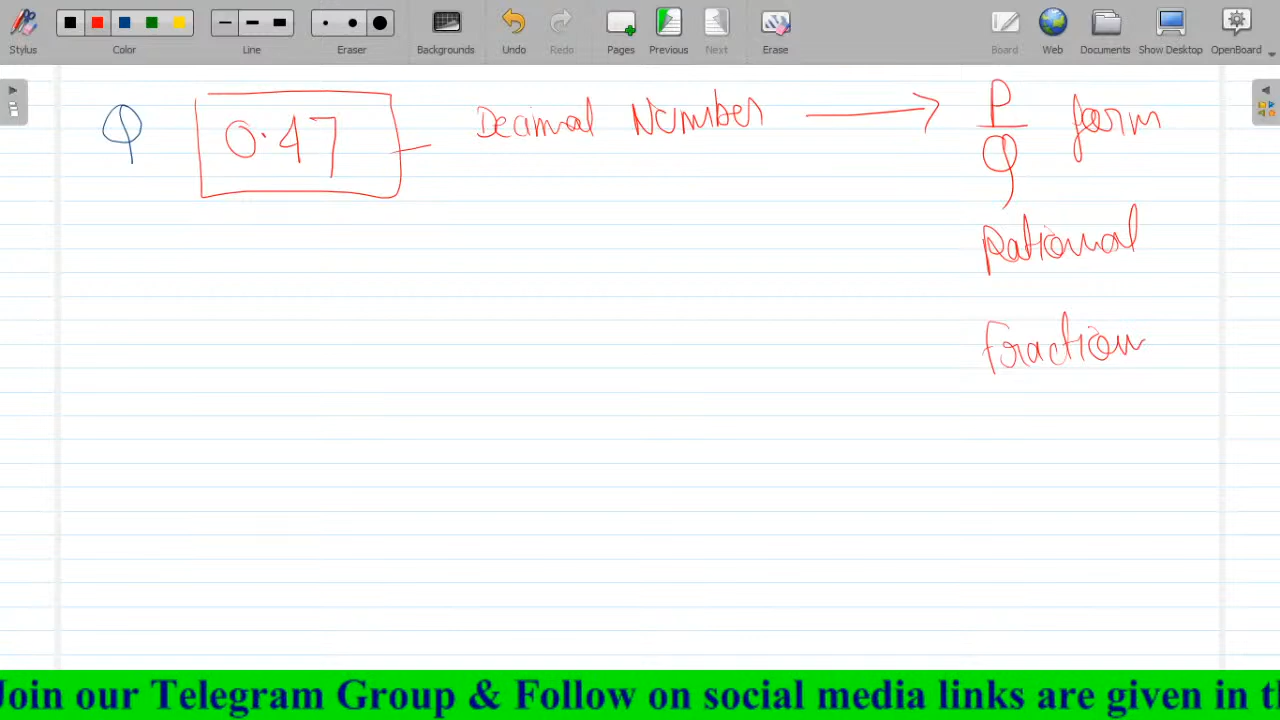 Stylus
Color
Line
Eraser
Backgrounds
Undo
Redo
Pages
Previous
Next
Erase
Board
Web
Documents
Show Desktop
OpenBoard
Q 0.47 Decimal Number → P/Q form
Rational
Fraction
Join our Telegram Group & Follow on social media links are given in th